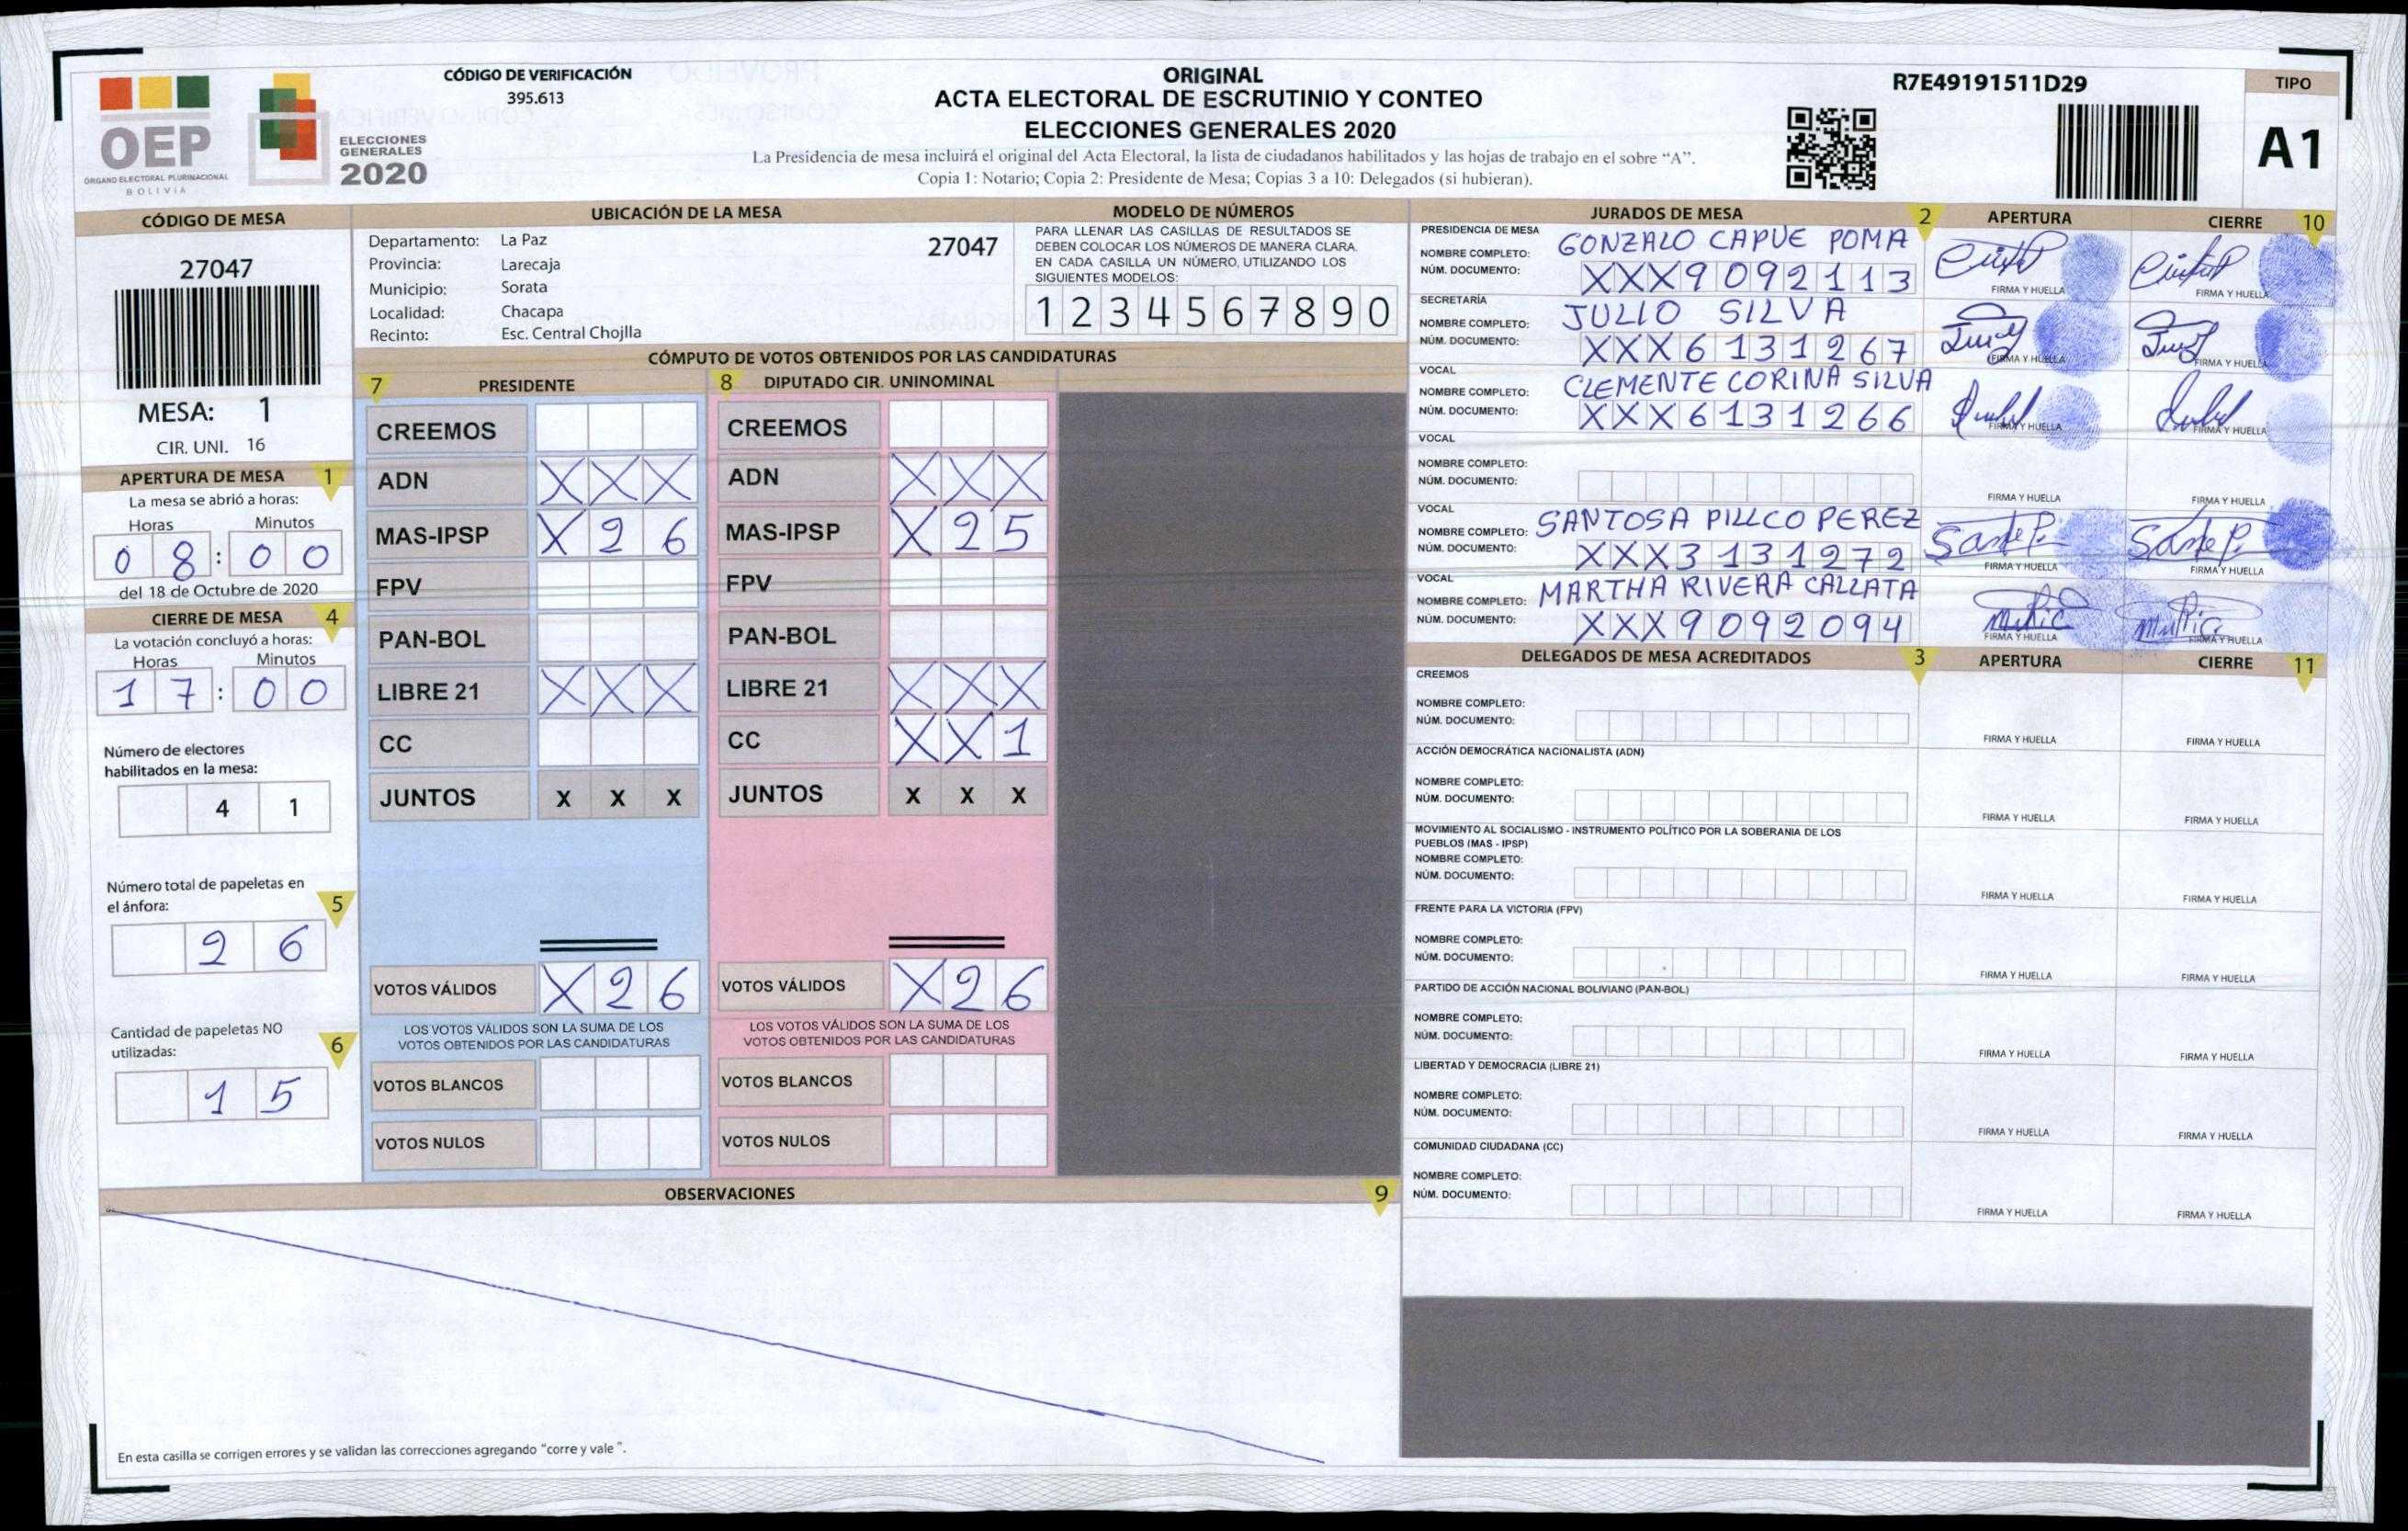 CÓDIGO DE VERIFICACIÓN
395.613
OEP
ÓRGANO ELECTORAL PLURINACIONAL
BOLIVIA
ELECCIONES
GENERALES
2020
ORIGINAL
ACTA ELECTORAL DE ESCRUTINIO Y CONTEO
ELECCIONES GENERALES 2020
La Presidencia de mesa incluirá el original del Acta Electoral, la lista de ciudadanos habilitados y las hojas de trabajo en el sobre “A”.
Copia 1: Notario; Copia 2: Presidente de Mesa; Copias 3 a 10: Delegados (si hubieran).
R7E49191511D29
TIPO
A1
CÓDIGO DE MESA
27047
MESA: 1
CIR. UNI. 16
APERTURA DE MESA 1
La mesa se abrió a horas:
Horas Minutos
0 8 : 0 0
del 18 de Octubre de 2020
CIERRE DE MESA 4
La votación concluyó a horas:
Horas Minutos
1 7 : 0 0
Número de electores
habilitados en la mesa:
4 1
Número total de papeletas en
el ánfora: 5
2 6
Cantidad de papeletas NO
utilizadas: 6
1 5
UBICACIÓN DE LA MESA
Departamento: La Paz 27047
Provincia: Larecaja
Municipio: Sorata
Localidad: Chacapa
Recinto: Esc. Central Chojlla
MODELO DE NÚMEROS
PARA LLENAR LAS CASILLAS DE RESULTADOS SE
DEBEN COLOCAR LOS NÚMEROS DE MANERA CLARA.
EN CADA CASILLA UN NÚMERO, UTILIZANDO LOS
SIGUIENTES MODELOS:
1 2 3 4 5 6 7 8 9 0
CÓMPUTO DE VOTOS OBTENIDOS POR LAS CANDIDATURAS
7 PRESIDENTE
CREEMOS
ADN X X X
MAS-IPSP X 2 6
FPV
PAN-BOL
LIBRE 21 X X X
CC
JUNTOS X X X
VOTOS VÁLIDOS X 2 6
LOS VOTOS VÁLIDOS SON LA SUMA DE LOS
VOTOS OBTENIDOS POR LAS CANDIDATURAS
VOTOS BLANCOS
VOTOS NULOS
8 DIPUTADO CIR. UNINOMINAL
CREEMOS
ADN X X X
MAS-IPSP X 2 5
FPV
PAN-BOL
LIBRE 21 X X X
CC X X 1
JUNTOS X X X
VOTOS VÁLIDOS X 2 6
LOS VOTOS VÁLIDOS SON LA SUMA DE LOS
VOTOS OBTENIDOS POR LAS CANDIDATURAS
VOTOS BLANCOS
VOTOS NULOS
OBSERVACIONES 9
En esta casilla se corrigen errores y se validan las correcciones agregando “corre y vale ”.
JURADOS DE MESA 2 APERTURA CIERRE 10
PRESIDENCIA DE MESA
NOMBRE COMPLETO: GONZALO CAPUE POMA
NÚM. DOCUMENTO: XXX9092113
FIRMA Y HUELLA FIRMA Y HUELLA
SECRETARÍA
NOMBRE COMPLETO: JULIO SILVA
NÚM. DOCUMENTO: XXX6131267
FIRMA Y HUELLA FIRMA Y HUELLA
VOCAL
NOMBRE COMPLETO: CLEMENTE CORINA SILVA
NÚM. DOCUMENTO: XXX6131266
FIRMA Y HUELLA FIRMA Y HUELLA
VOCAL
NOMBRE COMPLETO:
NÚM. DOCUMENTO:
FIRMA Y HUELLA FIRMA Y HUELLA
VOCAL
NOMBRE COMPLETO: SANTOSA PILLCO PEREZ
NÚM. DOCUMENTO: XXX3131272
FIRMA Y HUELLA FIRMA Y HUELLA
VOCAL
NOMBRE COMPLETO: MARTHA RIVERA CALLATA
NÚM. DOCUMENTO: XXX9092094
FIRMA Y HUELLA FIRMA Y HUELLA
DELEGADOS DE MESA ACREDITADOS 3 APERTURA CIERRE 11
CREEMOS
NOMBRE COMPLETO:
NÚM. DOCUMENTO:
FIRMA Y HUELLA FIRMA Y HUELLA
ACCIÓN DEMOCRÁTICA NACIONALISTA (ADN)
NOMBRE COMPLETO:
NÚM. DOCUMENTO:
FIRMA Y HUELLA FIRMA Y HUELLA
MOVIMIENTO AL SOCIALISMO - INSTRUMENTO POLÍTICO POR LA SOBERANIA DE LOS
PUEBLOS (MAS - IPSP)
NOMBRE COMPLETO:
NÚM. DOCUMENTO:
FIRMA Y HUELLA FIRMA Y HUELLA
FRENTE PARA LA VICTORIA (FPV)
NOMBRE COMPLETO:
NÚM. DOCUMENTO:
FIRMA Y HUELLA FIRMA Y HUELLA
PARTIDO DE ACCIÓN NACIONAL BOLIVIANO (PAN-BOL)
NOMBRE COMPLETO:
NÚM. DOCUMENTO:
FIRMA Y HUELLA FIRMA Y HUELLA
LIBERTAD Y DEMOCRACIA (LIBRE 21)
NOMBRE COMPLETO:
NÚM. DOCUMENTO:
FIRMA Y HUELLA FIRMA Y HUELLA
COMUNIDAD CIUDADANA (CC)
NOMBRE COMPLETO:
NÚM. DOCUMENTO:
FIRMA Y HUELLA FIRMA Y HUELLA